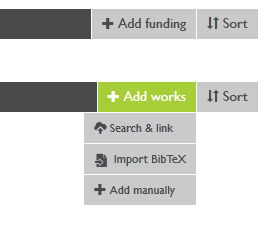 Add funding Sort
Add works Sort
Search & link
Import BibTeX
Add manually